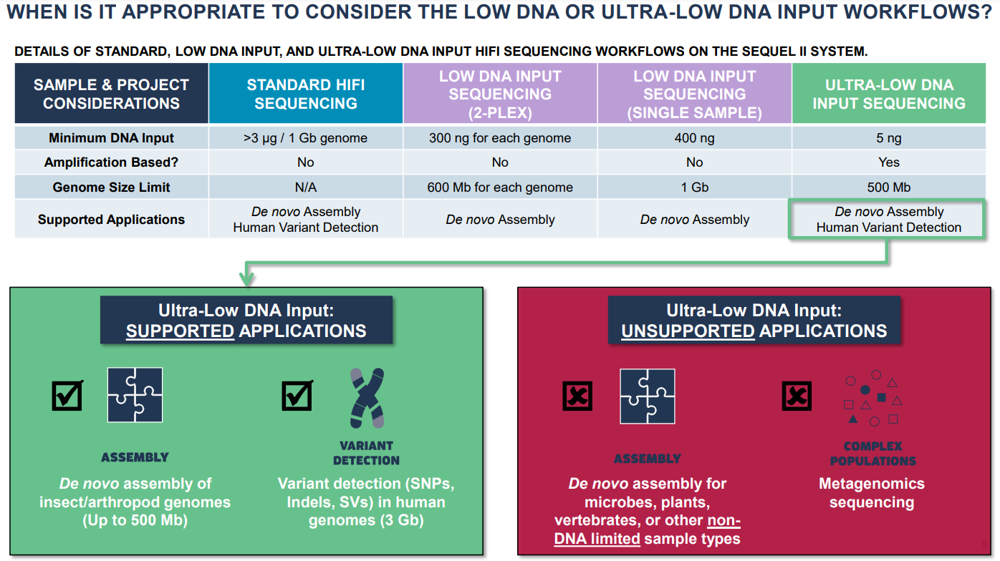 WHEN IS IT APPROPRIATE TO CONSIDER THE LOW DNA OR ULTRA-LOW DNA INPUT WORKFLOWS?
DETAILS OF STANDARD, LOW DNA INPUT, AND ULTRA-LOW DNA INPUT HIFI SEQUENCING WORKFLOWS ON THE SEQUEL II SYSTEM.
SAMPLE & PROJECT
CONSIDERATIONS
STANDARD HIFI
SEQUENCING
LOW DNA INPUT
SEQUENCING
(2-PLEX)
LOW DNA INPUT
SEQUENCING
(SINGLE SAMPLE)
ULTRA-LOW DNA
INPUT SEQUENCING
Minimum DNA Input
>3 µg / 1 Gb genome
300 ng for each genome
400 ng
5 ng
Amplification Based?
No
No
No
Yes
Genome Size Limit
N/A
600 Mb for each genome
1 Gb
500 Mb
Supported Applications
De novo Assembly
Human Variant Detection
De novo Assembly
De novo Assembly
De novo Assembly
Human Variant Detection
Ultra-Low DNA Input:
SUPPORTED APPLICATIONS
ASSEMBLY
De novo assembly of
insect/arthropod genomes
(Up to 500 Mb)
VARIANT
DETECTION
Variant detection (SNPs,
Indels, SVs) in human
genomes (3 Gb)
Ultra-Low DNA Input:
UNSUPPORTED APPLICATIONS
ASSEMBLY
De novo assembly for
microbes, plants,
vertebrates, or other non-
DNA limited sample types
COMPLEX
POPULATIONS
Metagenomics
sequencing
5